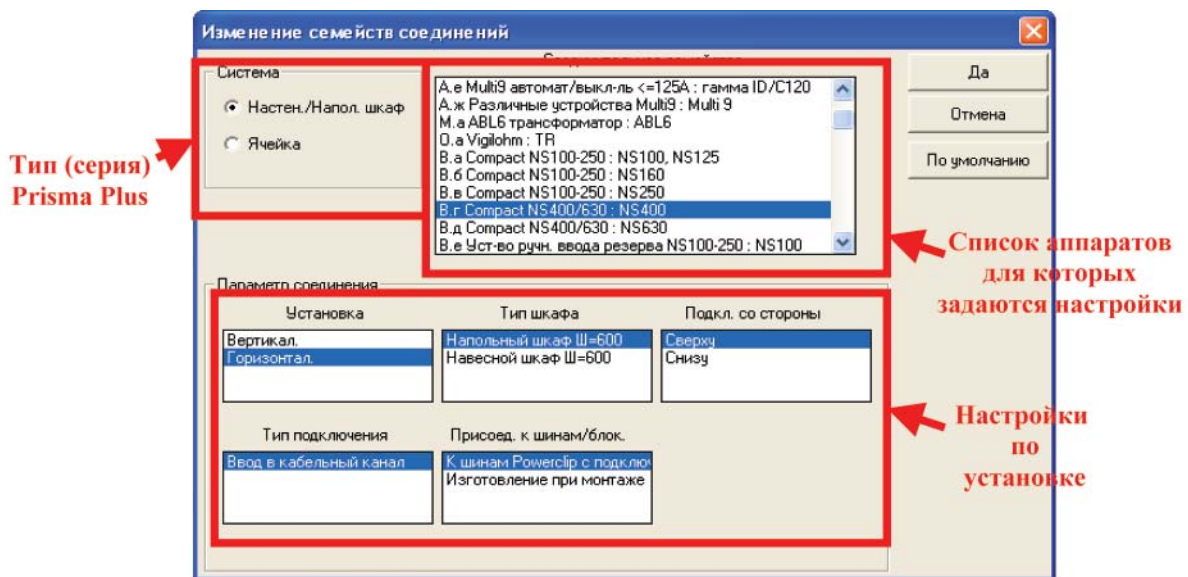 Изменение семейств соединений
Система
Настен./Напол. шкаф
Ячейка
А.е Multi9 автомат/выкл-ль <=125A : гамма ID/C120
А.ж Различные устройства Multi9 : Multi 9
М.а ABL6 трансформатор : ABL6
О.а Vigilohm : TR
В.а Compact NS100-250 : NS100, NS125
В.б Compact NS100-250 : NS160
В.в Compact NS100-250 : NS250
В.г Compact NS400/630 : NS400
В.д Compact NS400/630 : NS630
В.е Уст-во ручн. ввода резерва NS100-250 : NS100
Да
Отмена
По умолчанию
Тип (серия)
Prisma Plus
Список аппаратов
для которых
задаются настройки
Параметр соединения
Установка
Вертикал.
Горизонтал.
Тип шкафа
Напольный шкаф Ш=600
Навесной шкаф Ш=600
Подкл. со стороны
Сверху
Снизу
Тип подключения
Ввод в кабельный канал
Присоед. к шинам/блок.
К шинам Powerclip с подклю
Изготовление при монтаже
Настройки
по
установке